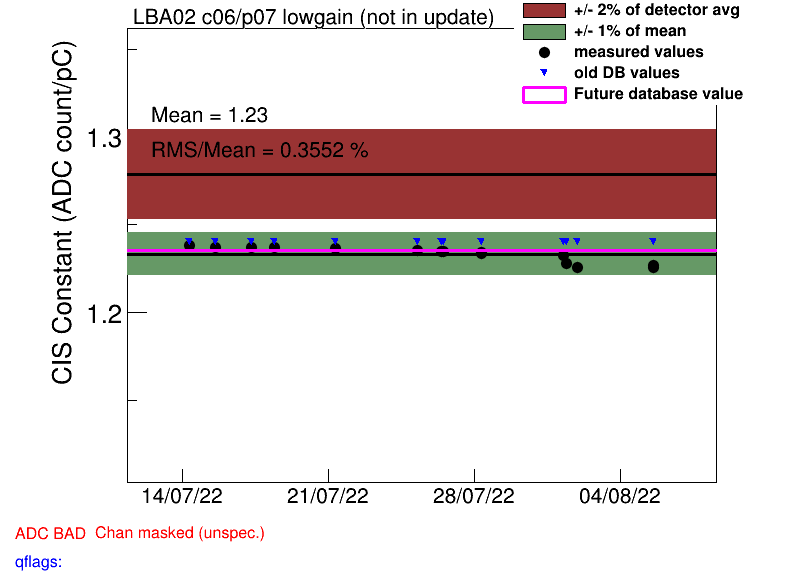 LBA02 c06/p07 lowgain (not in update)
+/- 2% of detector avg
+/- 1% of mean
measured values
old DB values
Future database value
CIS Constant (ADC count/pC)
Mean = 1.23
RMS/Mean = 0.3552 %
1.3
1.2
14/07/22 21/07/22 28/07/22 04/08/22
ADC BAD Chan masked (unspec.)
qflags: